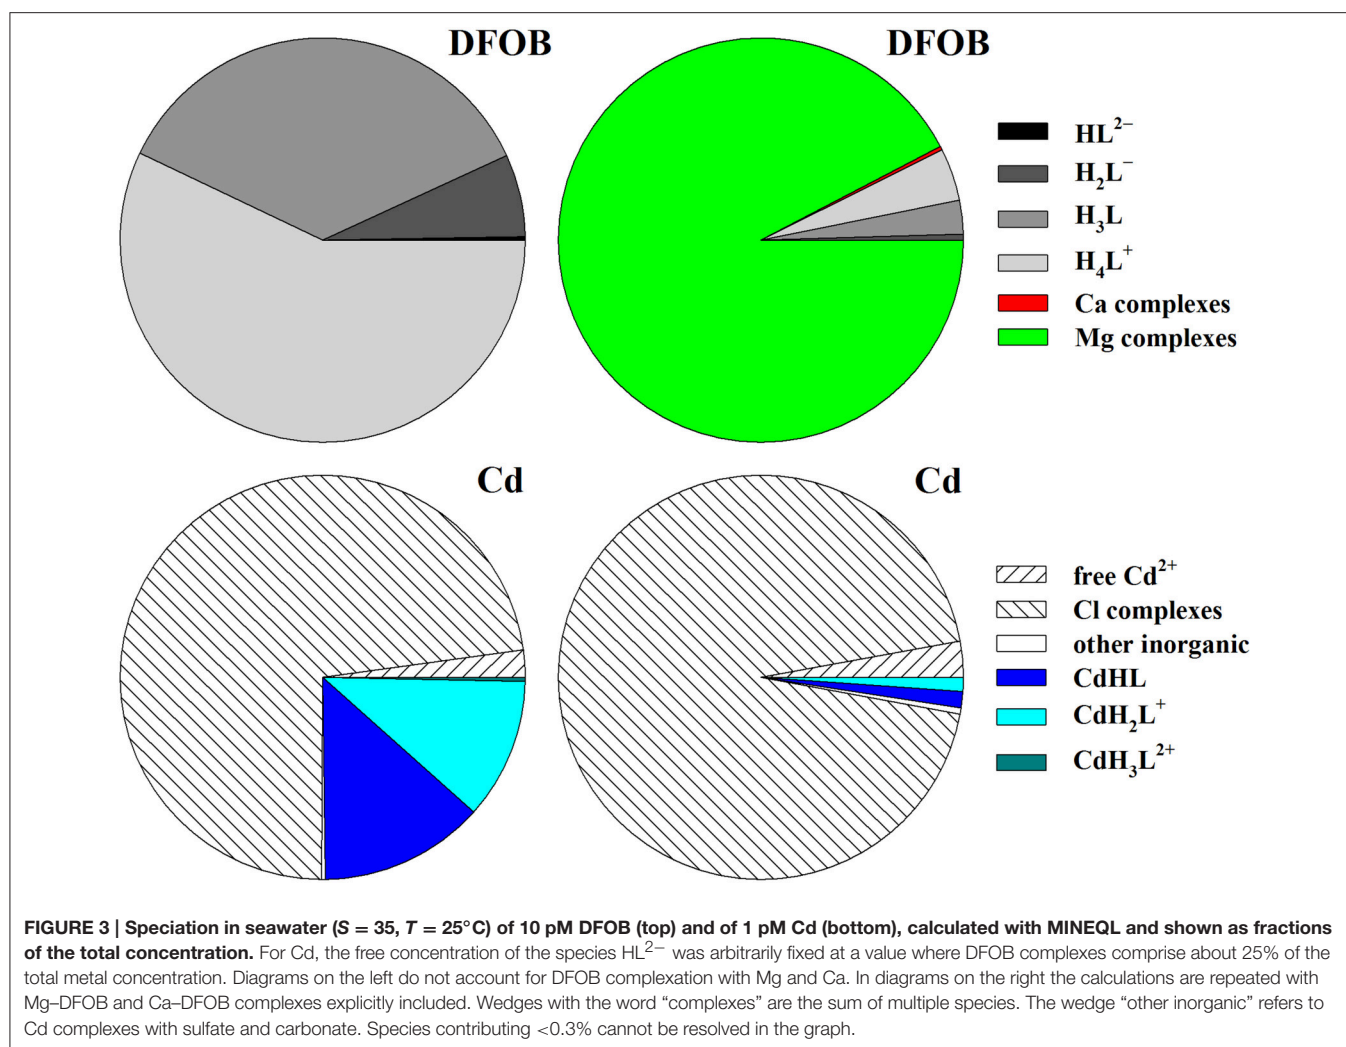 DFOB
DFOB
HL²⁻
H₂L⁻
H₃L
H₄L⁺
Ca complexes
Mg complexes
Cd
Cd
free Cd²⁺
Cl complexes
other inorganic
CdHL
CdH₂L⁺
CdH₃L²⁺
FIGURE 3 | Speciation in seawater (S = 35, T = 25°C) of 10 pM DFOB (top) and of 1 pM Cd (bottom), calculated with MINEQL and shown as fractions
of the total concentration. For Cd, the free concentration of the species HL²⁻ was arbitrarily fixed at a value where DFOB complexes comprise about 25% of the
total metal concentration. Diagrams on the left do not account for DFOB complexation with Mg and Ca. In diagrams on the right the calculations are repeated with
Mg–DFOB and Ca–DFOB complexes explicitly included. Wedges with the word “complexes” are the sum of multiple species. The wedge “other inorganic” refers to
Cd complexes with sulfate and carbonate. Species contributing <0.3% cannot be resolved in the graph.